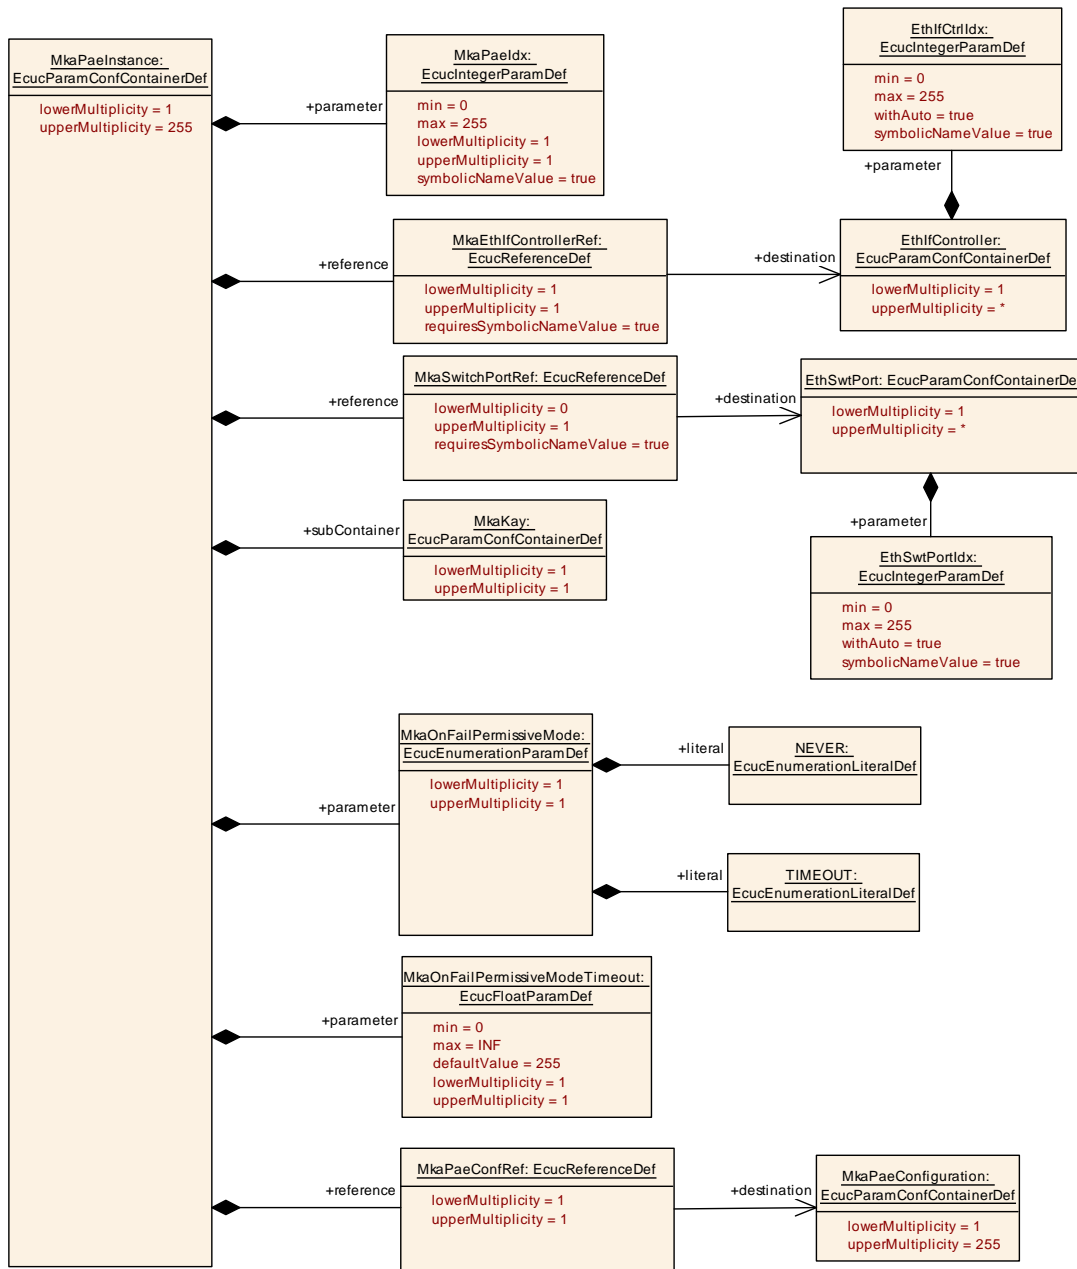 MkaPaeInstance:
EcucParamConfContainerDef
lowerMultiplicity = 1
upperMultiplicity = 255
+parameter
MkaPaeIdx:
EcucIntegerParamDef
min = 0
max = 255
lowerMultiplicity = 1
upperMultiplicity = 1
symbolicNameValue = true
EthIfCtrlIdx:
EcucIntegerParamDef
min = 0
max = 255
withAuto = true
symbolicNameValue = true
+parameter
+reference
MkaEthIfControllerRef:
EcucReferenceDef
lowerMultiplicity = 1
upperMultiplicity = 1
requiresSymbolicNameValue = true
+destination
EthIfController:
EcucParamConfContainerDef
lowerMultiplicity = 1
upperMultiplicity = *
+reference
MkaSwitchPortRef: EcucReferenceDef
lowerMultiplicity = 0
upperMultiplicity = 1
requiresSymbolicNameValue = true
+destination
EthSwtPort: EcucParamConfContainerDe
lowerMultiplicity = 1
upperMultiplicity = *
+parameter
EthSwtPortIdx:
EcucIntegerParamDef
min = 0
max = 255
withAuto = true
symbolicNameValue = true
+subContainer
MkaKay:
EcucParamConfContainerDef
lowerMultiplicity = 1
upperMultiplicity = 1
+parameter
MkaOnFailPermissiveMode:
EcucEnumerationParamDef
lowerMultiplicity = 1
upperMultiplicity = 1
+literal
NEVER:
EcucEnumerationLiteralDef
+literal
TIMEOUT:
EcucEnumerationLiteralDef
+parameter
MkaOnFailPermissiveModeTimeout:
EcucFloatParamDef
min = 0
max = INF
defaultValue = 255
lowerMultiplicity = 1
upperMultiplicity = 1
+reference
MkaPaeConfRef: EcucReferenceDef
lowerMultiplicity = 1
upperMultiplicity = 1
+destination
MkaPaeConfiguration:
EcucParamConfContainerDef
lowerMultiplicity = 1
upperMultiplicity = 255